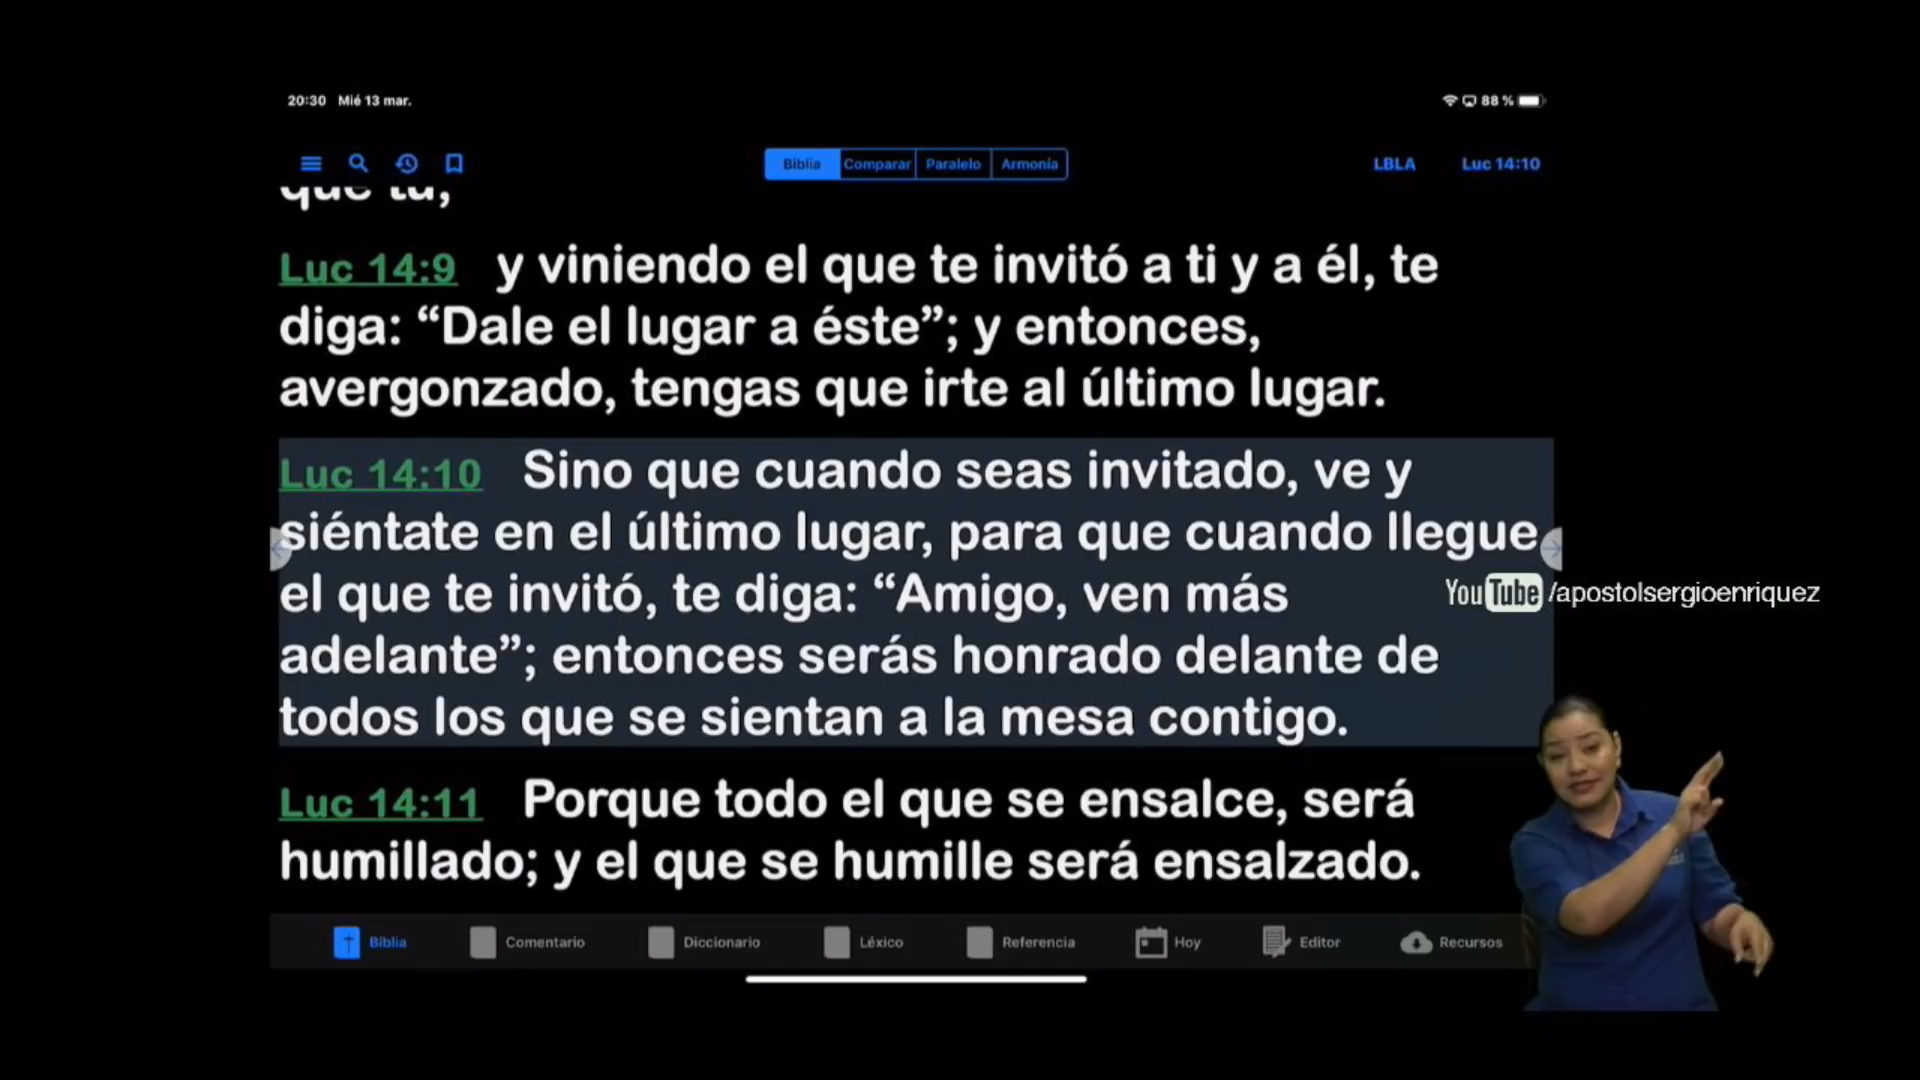 20:30 Mié 13 mar.
88 %
Biblia Comparar Paralelo Armonía
LBLA Luc 14:10
que tú,
Luc 14:9 y viniendo el que te invitó a ti y a él, te
diga: “Dale el lugar a éste”; y entonces,
avergonzado, tengas que irte al último lugar.
Luc 14:10 Sino que cuando seas invitado, ve y
siéntate en el último lugar, para que cuando llegue
el que te invitó, te diga: “Amigo, ven más
adelante”; entonces serás honrado delante de
todos los que se sientan a la mesa contigo.
YouTube /apostolsergioenriquez
Luc 14:11 Porque todo el que se ensalce, será
humillado; y el que se humille será ensalzado.
Biblia Comentario Diccionario Léxico Referencia Hoy Editor Recursos